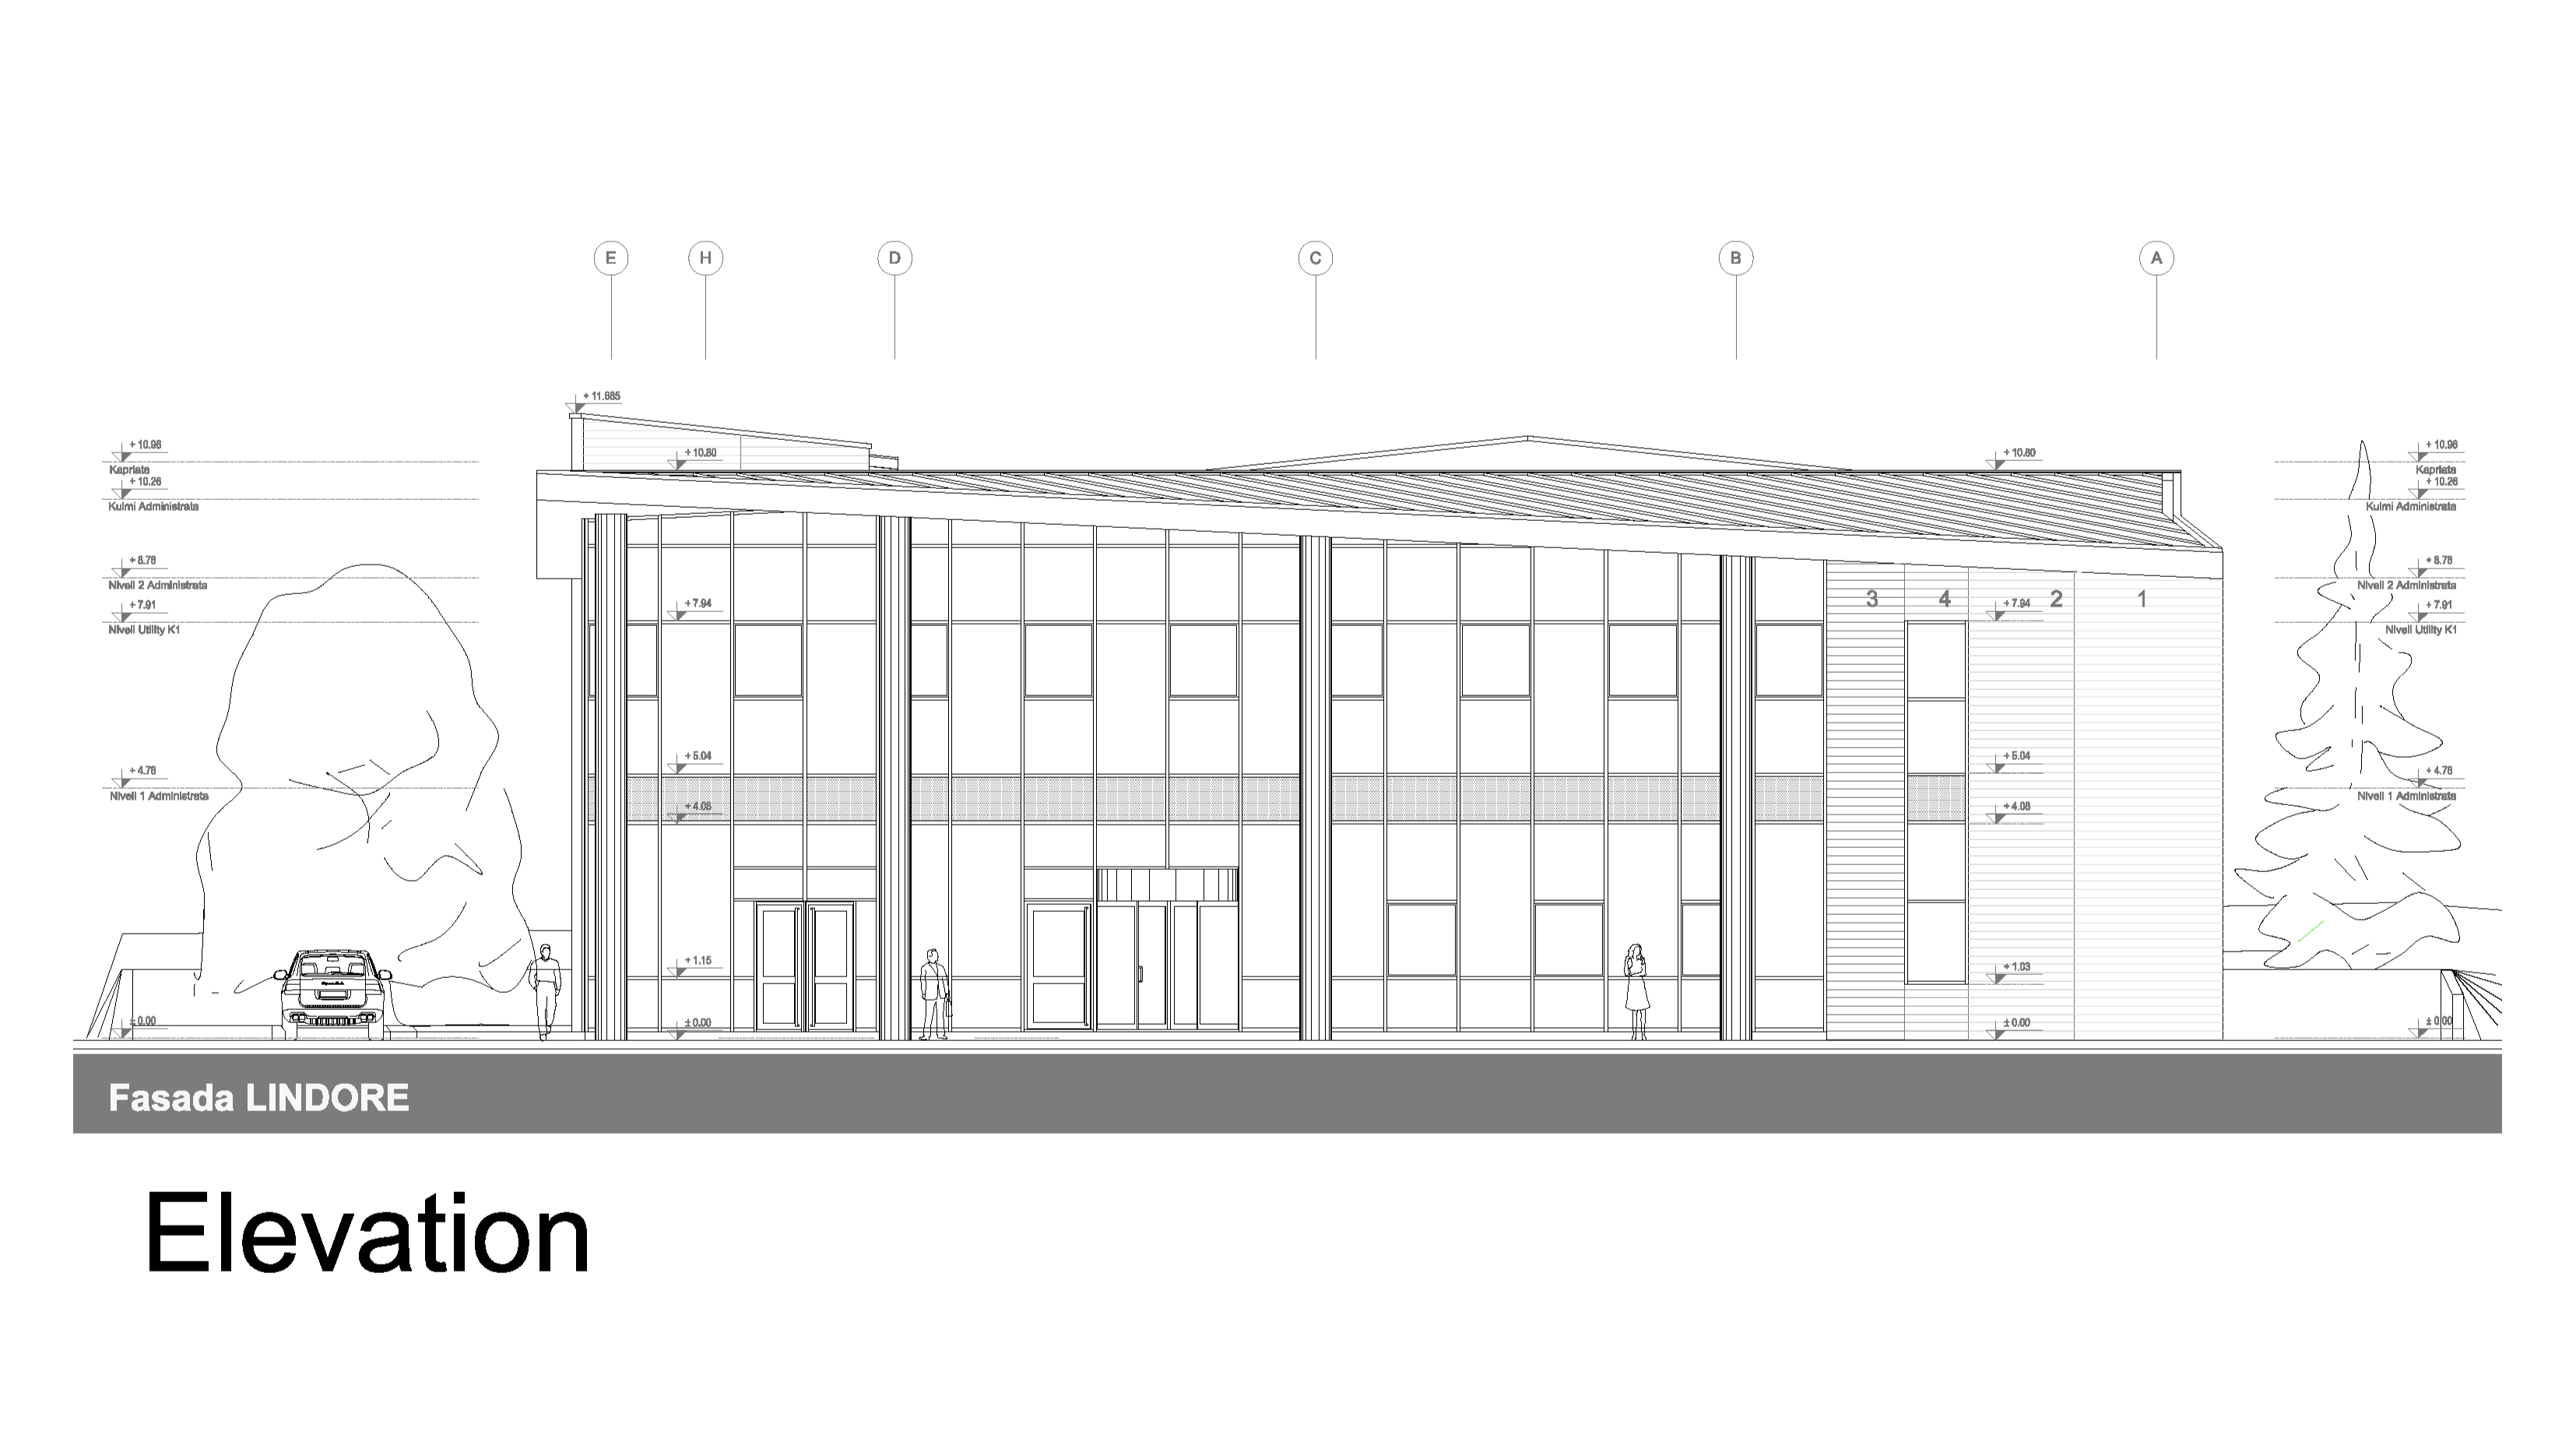 E H D C B A
+ 11.885
+ 10.96
Kapriata
+ 10.26
Kulmi Administrata
+ 10.80
+ 10.80
+ 10.96
Kapriata
+ 10.26
Kulmi Administrata
+ 8.78
Niveli 2 Administrata
+ 7.91
Niveli Utility K1
+ 7.94
3 4 + 7.94 2 1
+ 8.78
Niveli 2 Administrata
+ 7.91
Niveli Utility K1
+ 4.78
Niveli 1 Administrata
+ 5.04
+ 4.08
+ 5.04
+ 4.08
+ 4.78
Niveli 1 Administrata
+ 1.15
+ 1.03
± 0.00
± 0.00
± 0.00
± 0.00
Fasada LINDORE
Elevation